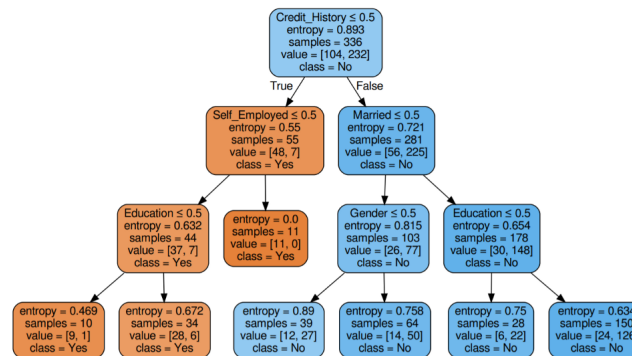 Credit_History ≤ 0.5
entropy = 0.893
samples = 336
value = [104, 232]
class = No
True
False
Self_Employed ≤ 0.5
entropy = 0.55
samples = 55
value = [48, 7]
class = Yes
Married ≤ 0.5
entropy = 0.721
samples = 281
value = [56, 225]
class = No
Education ≤ 0.5
entropy = 0.632
samples = 44
value = [37, 7]
class = Yes
entropy = 0.0
samples = 11
value = [11, 0]
class = Yes
Gender ≤ 0.5
entropy = 0.815
samples = 103
value = [26, 77]
class = No
Education ≤ 0.5
entropy = 0.654
samples = 178
value = [30, 148]
class = No
entropy = 0.469
samples = 10
value = [9, 1]
class = Yes
entropy = 0.672
samples = 34
value = [28, 6]
class = Yes
entropy = 0.89
samples = 39
value = [12, 27]
class = No
entropy = 0.758
samples = 64
value = [14, 50]
class = No
entropy = 0.75
samples = 28
value = [6, 22]
class = No
entropy = 0.634
samples = 150
value = [24, 126
class = No